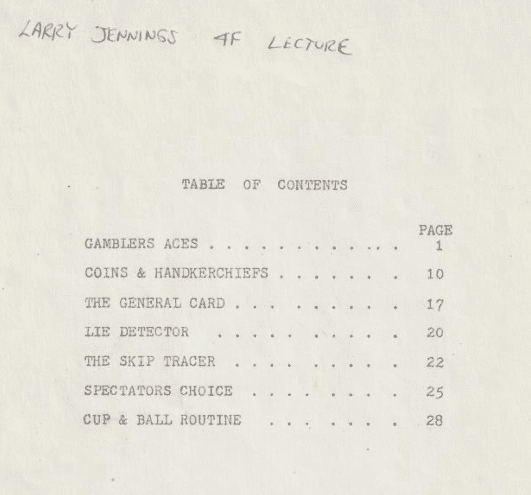 LARRY JENNINGS 4F LECTURE
TABLE OF CONTENTS
PAGE
GAMBLERS ACES . . . . . . . . . . . . 1
COINS & HANDKERCHIEFS . . . . . . . 10
THE GENERAL CARD . . . . . . . . . 17
LIE DETECTOR . . . . . . . . . . 20
THE SKIP TRACER . . . . . . . . . 22
SPECTATORS CHOICE . . . . . . . . 25
CUP & BALL ROUTINE . . . . . . . 28